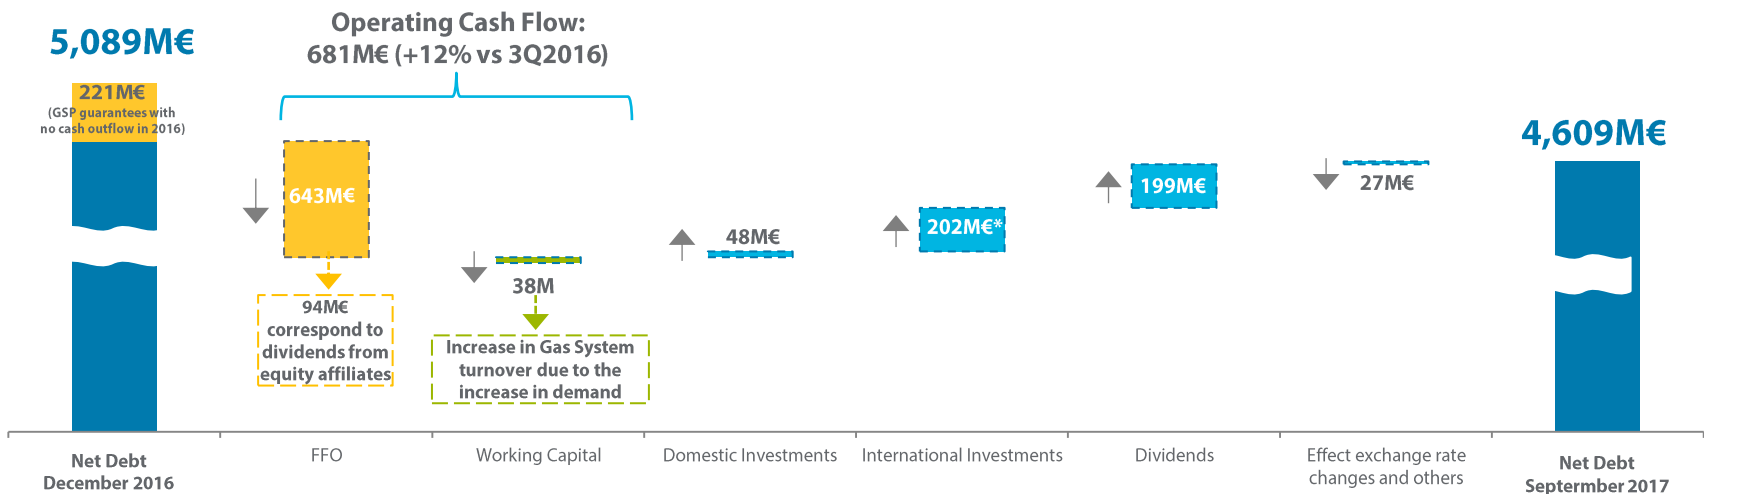 Operating Cash Flow:
681M€ (+12% vs 3Q2016)
5,089M€
221M€
(GSP guarantees with
no cash outflow in 2016)
643M€
94M€
correspond to
dividends from
equity affiliates
38M
Increase in Gas System
turnover due to the
increase in demand
48M€
202M€*
199M€
27M€
4,609M€
Net Debt
December 2016
FFO
Working Capital
Domestic Investments
International Investments
Dividends
Effect exchange rate
changes and others
Net Debt
Septermber 2017